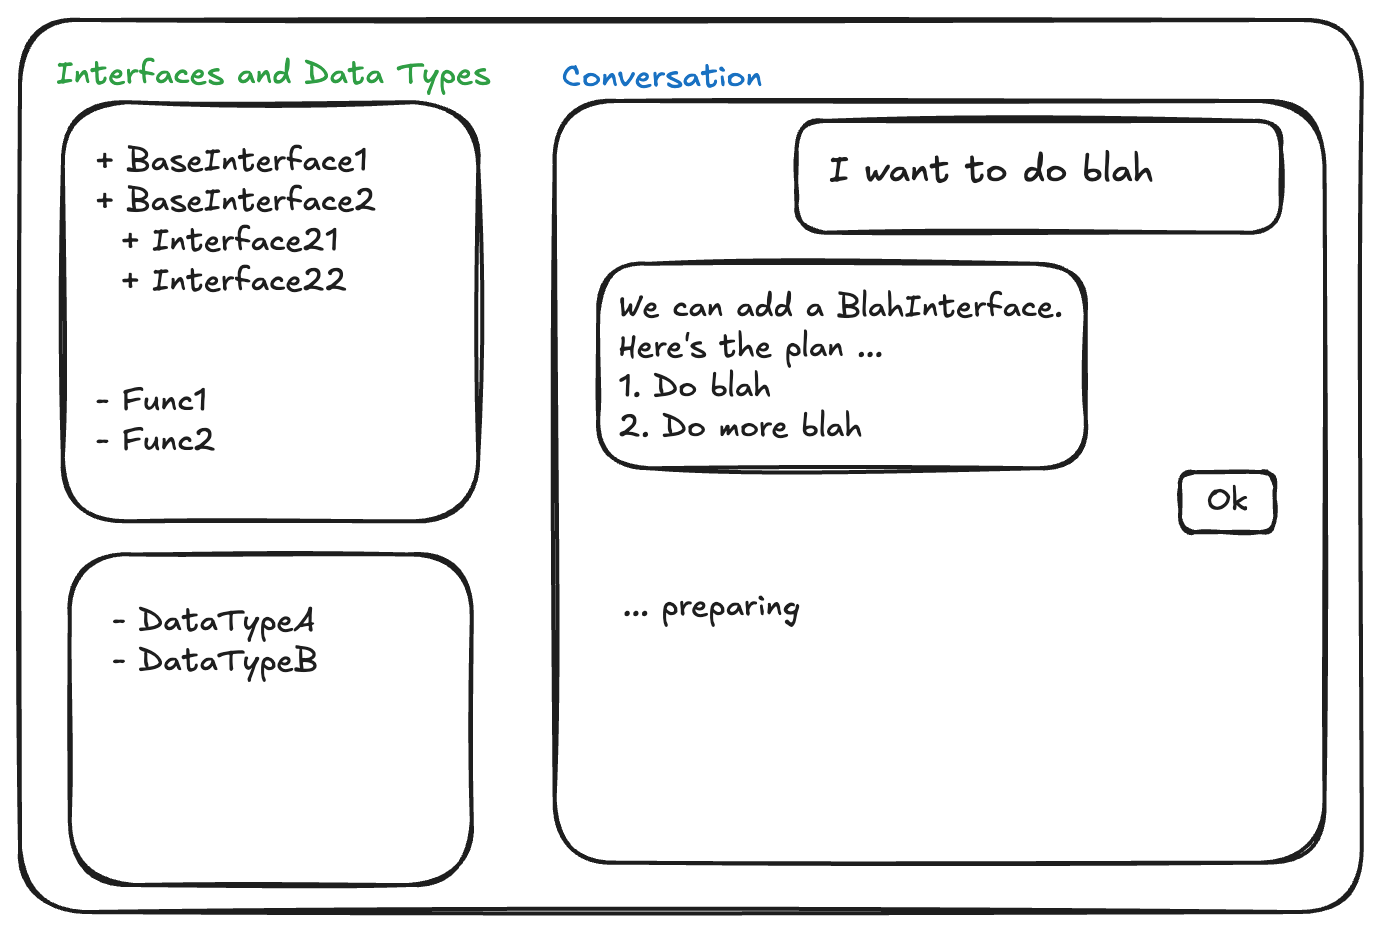 Interfaces and Data Types
+ BaseInterface1
+ BaseInterface2
+ Interface21
+ Interface22
- Func1
- Func2
- DataTypeA
- DataTypeB
Conversation
I want to do blah
We can add a BlahInterface.
Here's the plan ...
1. Do blah
2. Do more blah
Ok
... preparing